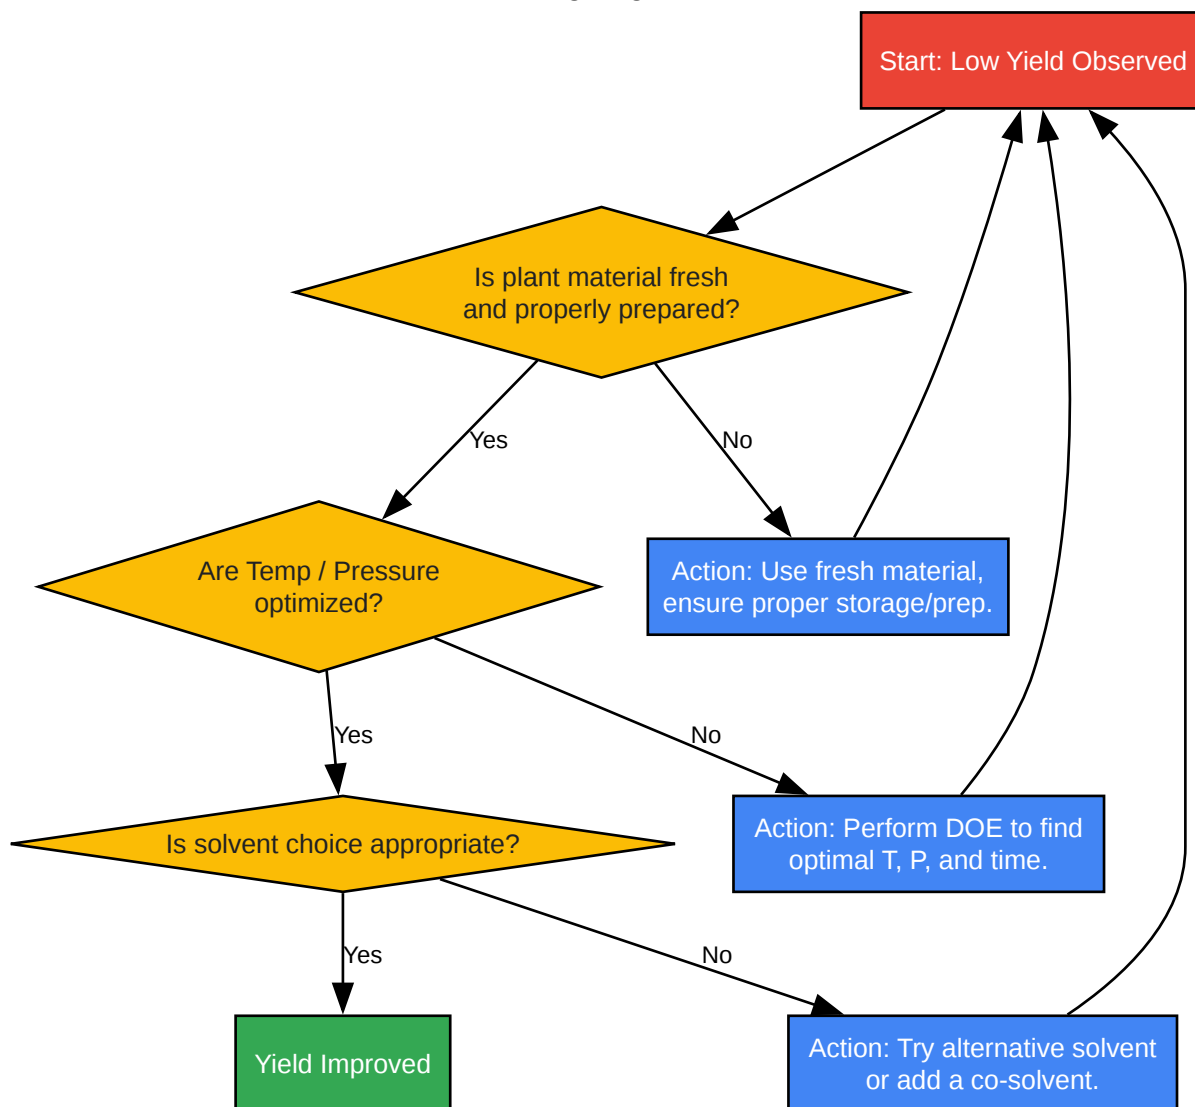 Start: Low Yield Observed
Is plant material fresh
and properly prepared?
Yes
No
Are Temp / Pressure
optimized?
Action: Use fresh material,
ensure proper storage/prep.
Yes
No
Is solvent choice appropriate?
Action: Perform DOE to find
optimal T, P, and time.
Yes
No
Yield Improved
Action: Try alternative solvent
or add a co-solvent.